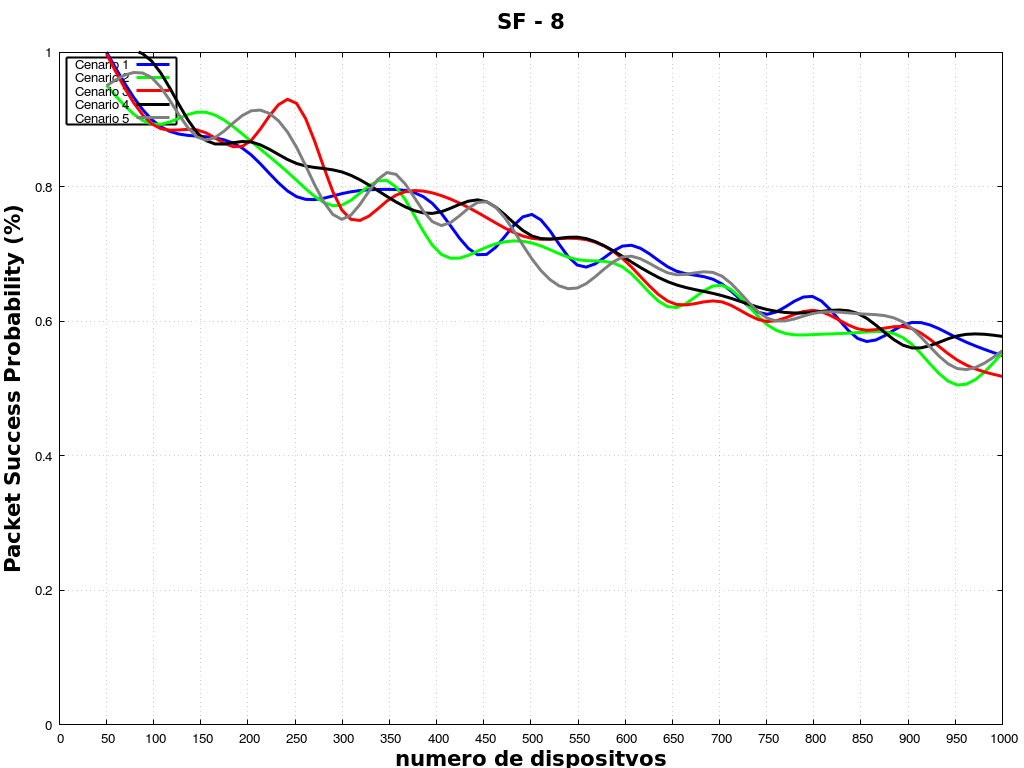 SF - 8
Packet Success Probability (%)
1
0.8
0.6
0.4
0.2
0
Cenario 1
Cenario 2
Cenario 3
Cenario 4
Cenario 5
0 50 100 150 200 250 300 350 400 450 500 550 600 650 700 750 800 850 900 950 1000
numero de dispositvos